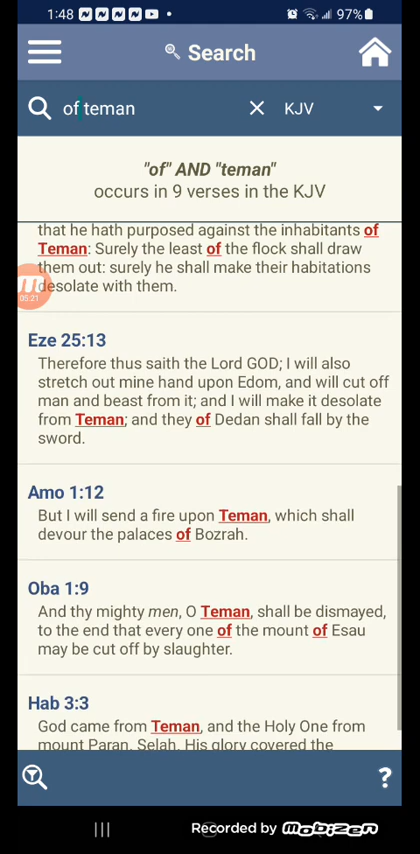 1:48 97%
Search
of teman KJV
"of" AND "teman"
occurs in 9 verses in the KJV
that he hath purposed against the inhabitants of
Teman: Surely the least of the flock shall draw
them out: surely he shall make their habitations
desolate with them.
05:21
Eze 25:13
Therefore thus saith the Lord GOD; I will also
stretch out mine hand upon Edom, and will cut off
man and beast from it; and I will make it desolate
from Teman; and they of Dedan shall fall by the
sword.
Amo 1:12
But I will send a fire upon Teman, which shall
devour the palaces of Bozrah.
Oba 1:9
And thy mighty men, O Teman, shall be dismayed,
to the end that every one of the mount of Esau
may be cut off by slaughter.
Hab 3:3
God came from Teman, and the Holy One from
mount Paran. Selah. His glory covered the
?
Recorded by Mobizen